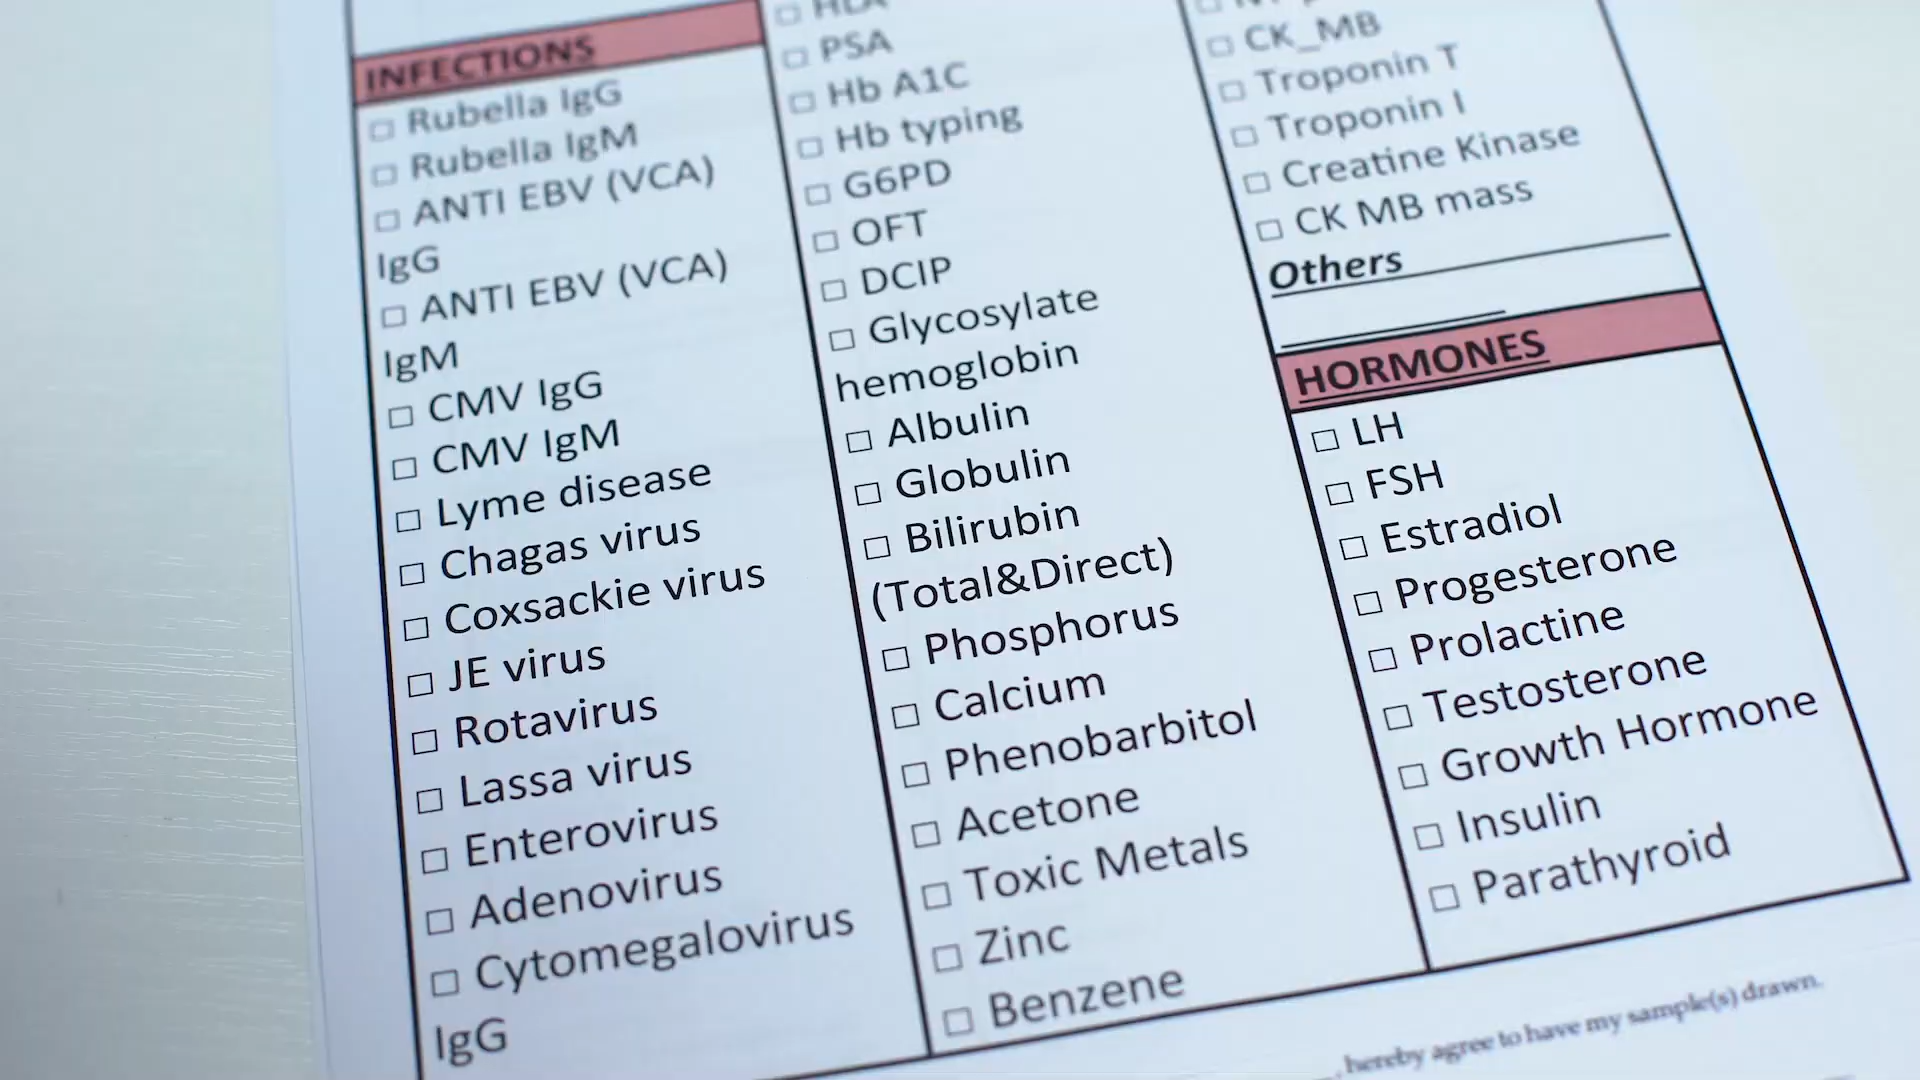 INFECTIONS
☐ Rubella IgG
☐ Rubella IgM
☐ ANTI EBV (VCA)
IgG
☐ ANTI EBV (VCA)
IgM
☐ CMV IgG
☐ CMV IgM
☐ Lyme disease
☐ Chagas virus
☐ Coxsackie virus
☐ JE virus
☐ Rotavirus
☐ Lassa virus
☐ Enterovirus
☐ Adenovirus
☐ Cytomegalovirus
IgG
☐ PSA
☐ Hb A1C
☐ Hb typing
☐ G6PD
☐ OFT
☐ DCIP
☐ Glycosylate
hemoglobin
☐ Albulin
☐ Globulin
☐ Bilirubin
(Total&Direct)
☐ Phosphorus
☐ Calcium
☐ Phenobarbitol
☐ Acetone
☐ Toxic Metals
☐ Zinc
☐ Benzene
☐ CK_MB
☐ Troponin T
☐ Troponin I
☐ Creatine Kinase
☐ CK MB mass
Others
HORMONES
☐ LH
☐ FSH
☐ Estradiol
☐ Progesterone
☐ Prolactine
☐ Testosterone
☐ Growth Hormone
☐ Insulin
☐ Parathyroid
, hereby agree to have my sample(s) drawn.